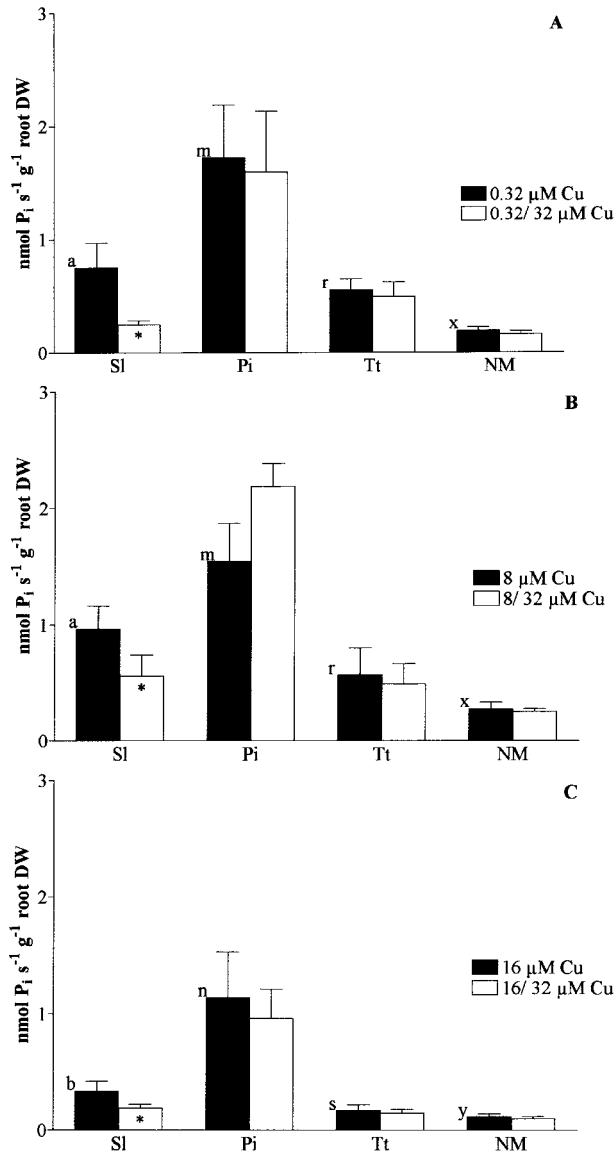 A
nmol Pi s-1 g-1 root DW
3
2
1
0
a
*
m
r
x
0.32 µM Cu
0.32/ 32 µM Cu
Sl
Pi
Tt
NM
B
nmol Pi s-1 g-1 root DW
3
2
1
0
a
*
m
r
x
8 µM Cu
8/ 32 µM Cu
Sl
Pi
Tt
NM
C
nmol Pi s-1 g-1 root DW
3
2
1
0
b
*
n
s
y
16 µM Cu
16/ 32 µM Cu
Sl
Pi
Tt
NM